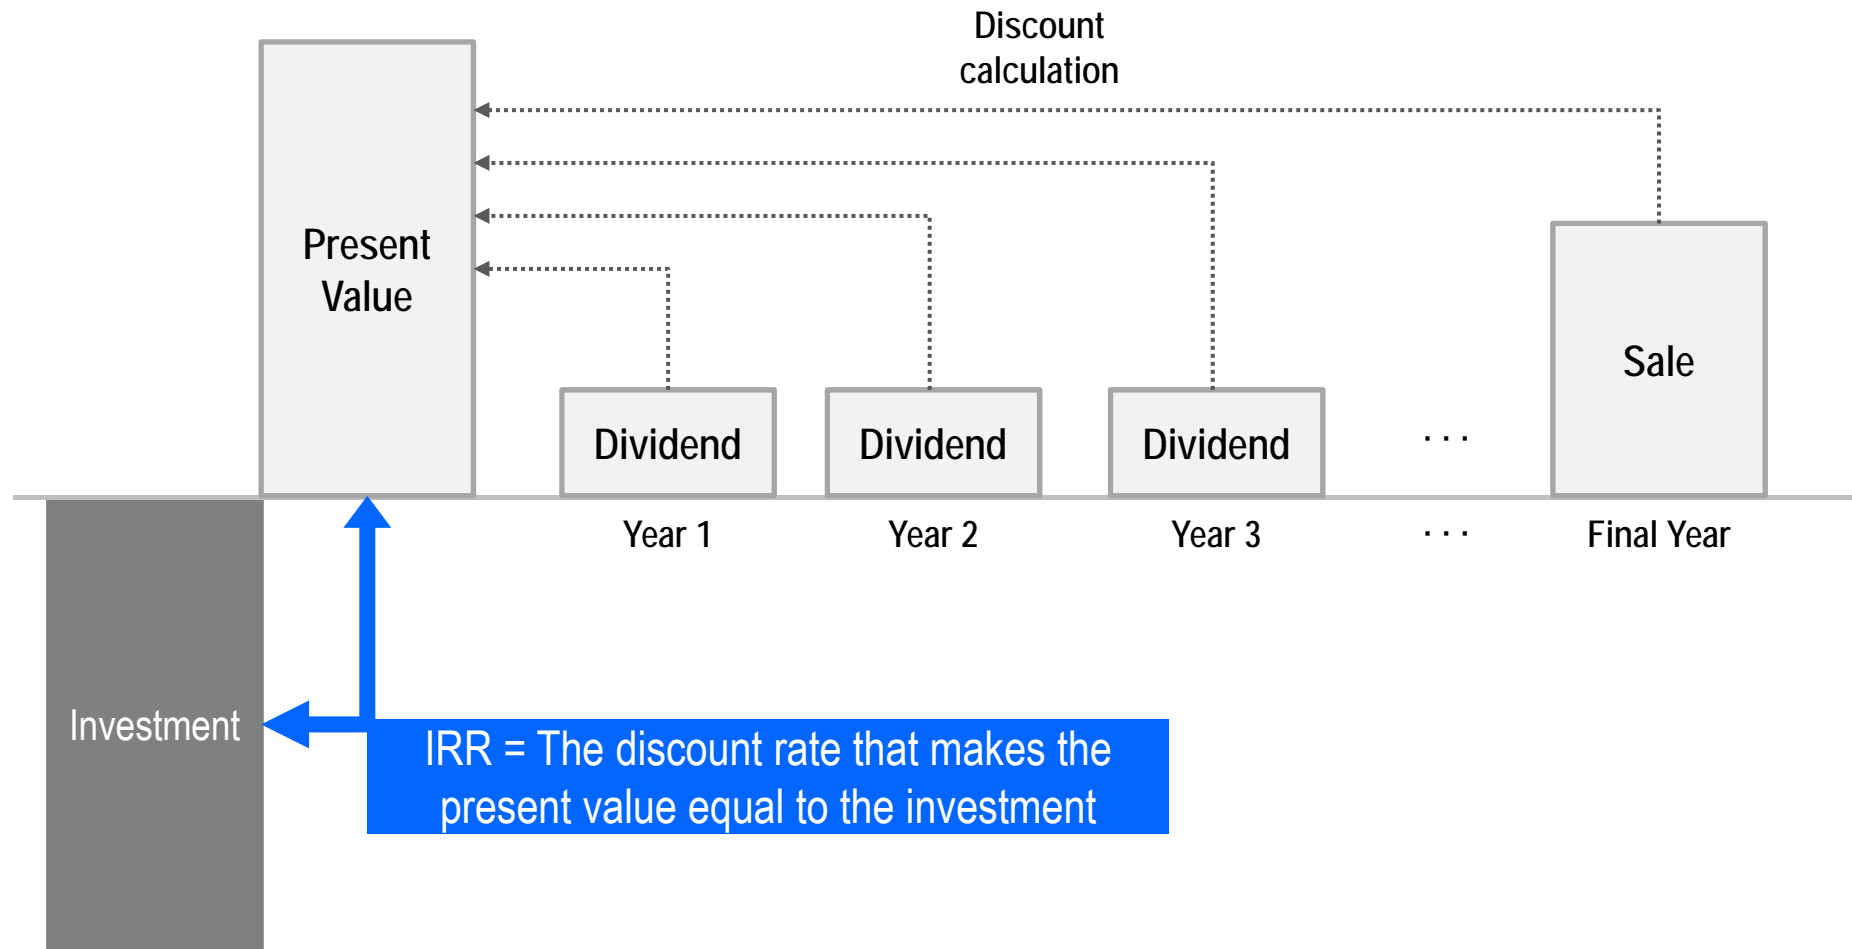 Discount
calculation
Present
Value
Sale
Dividend
Dividend
Dividend
· · ·
Year 1
Year 2
Year 3
· · ·
Final Year
Investment
IRR = The discount rate that makes the
present value equal to the investment